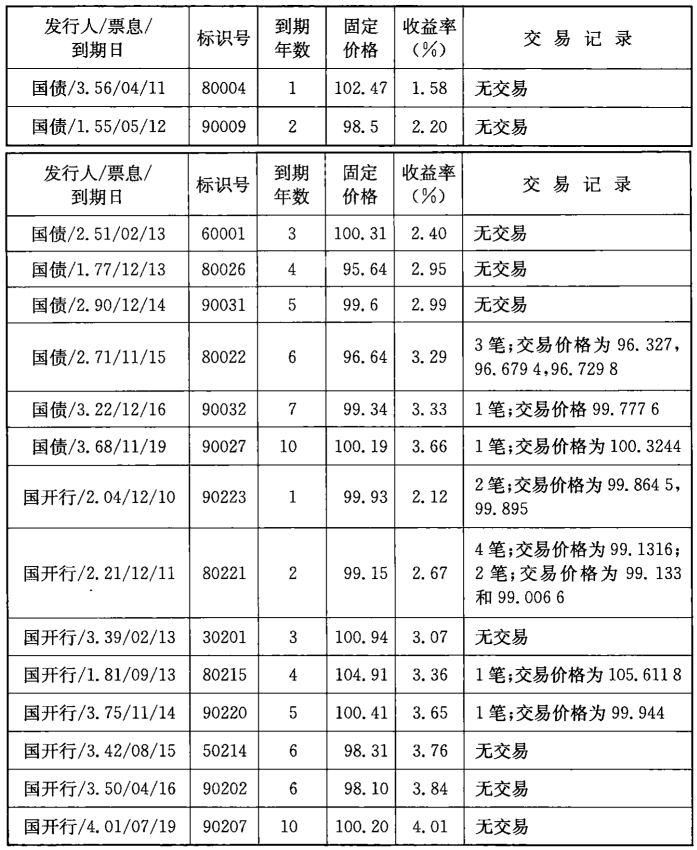 发行人/票息/到期日 标识号 到期年数 固定价格 收益率(%) 交易记录
国债/3.56/04/11 80004 1 102.47 1.58 无交易
国债/1.55/05/12 90009 2 98.5 2.20 无交易
发行人/票息/到期日 标识号 到期年数 固定价格 收益率(%) 交易记录
国债/2.51/02/13 60001 3 100.31 2.40 无交易
国债/1.77/12/13 80026 4 95.64 2.95 无交易
国债/2.90/12/14 90031 5 99.6 2.99 无交易
国债/2.71/11/15 80022 6 96.64 3.29 3笔;交易价格为96.327,
96.679 4,96.729 8
国债/3.22/12/16 90032 7 99.34 3.33 1笔;交易价格99.777 6
国债/3.68/11/19 90027 10 100.19 3.66 1笔;交易价格为100.3244
国开行/2.04/12/10 90223 1 99.93 2.12 2笔;交易价格为99.864 5,
99.895
国开行/2.21/12/11 80221 2 99.15 2.67 4笔;交易价格为99.1316;
2笔;交易价格为 99.133
和99.006 6
国开行/3.39/02/13 30201 3 100.94 3.07 无交易
国开行/1.81/09/13 80215 4 104.91 3.36 1笔;交易价格为105.611 8
国开行/3.75/11/14 90220 5 100.41 3.65 1笔;交易价格为99.944
国开行/3.42/08/15 50214 6 98.31 3.76 无交易
国开行/3.50/04/16 90202 6 98.10 3.84 无交易
国开行/4.01/07/19 90207 10 100.20 4.01 无交易